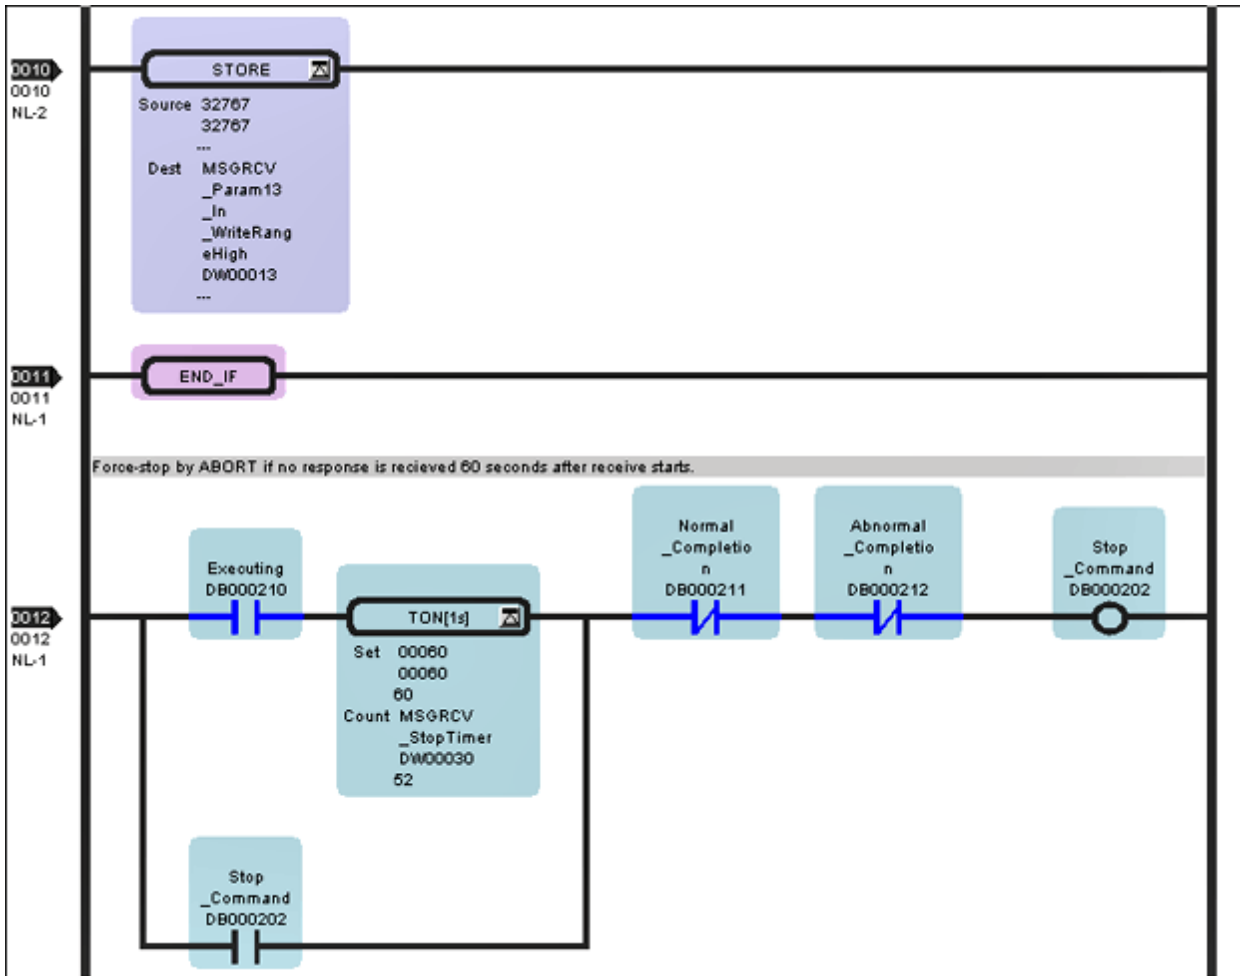 0010
0010
NL-2
STORE
Source 32767
32767
...
Dest MSGRCV
_Param13
_In
_WriteRang
eHigh
DW00013
...
0011
0011
NL-1
END_IF
Force-stop by ABORT if no response is recieved 60 seconds after receive starts.
0012
0012
NL-1
Executing
DB000210
TON[1s]
Set 00060
00060
60
Count MSGRCV
_StopTimer
DW00030
52
Normal
_Completio
n
DB000211
Abnormal
_Completio
n
DB000212
Stop
_Command
DB000202
Stop
_Command
DB000202